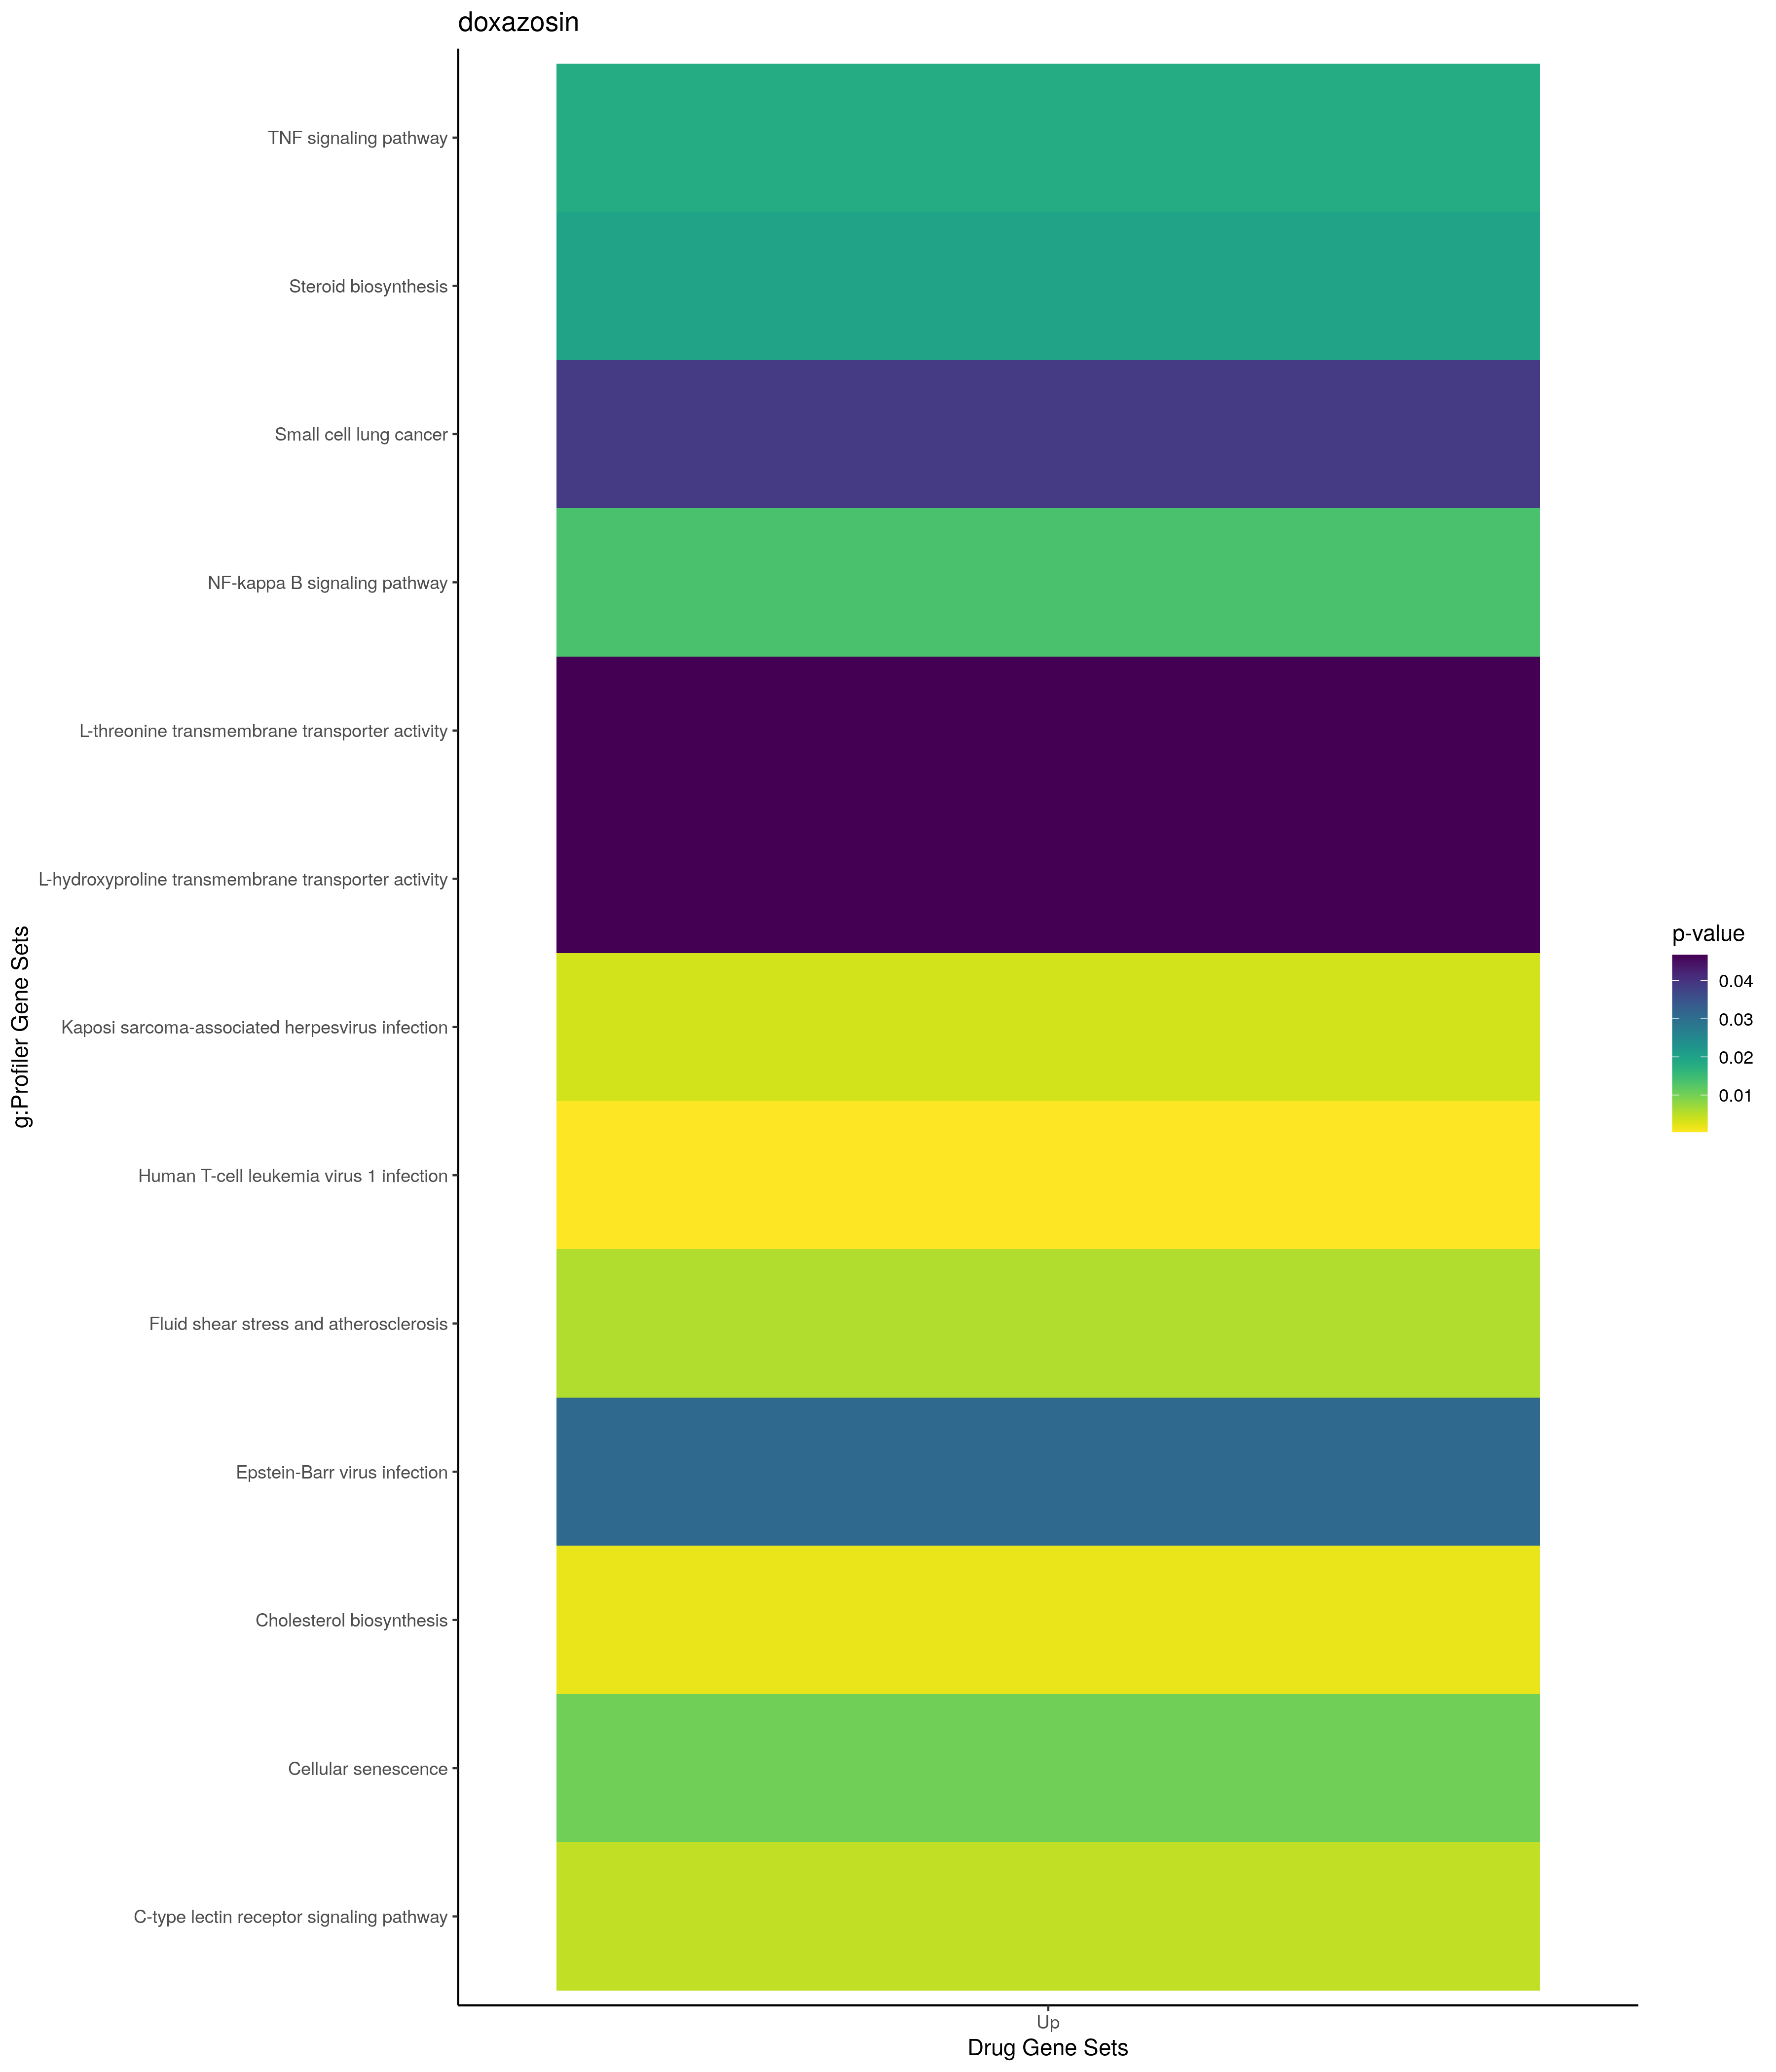 doxazosin
TNF signaling pathway
Steroid biosynthesis
Small cell lung cancer
NF-kappa B signaling pathway
L-threonine transmembrane transporter activity
L-hydroxyproline transmembrane transporter activity
Kaposi sarcoma-associated herpesvirus infection
Human T-cell leukemia virus 1 infection
Fluid shear stress and atherosclerosis
Epstein-Barr virus infection
Cholesterol biosynthesis
Cellular senescence
C-type lectin receptor signaling pathway
g:Profiler Gene Sets
Up
Drug Gene Sets
p-value
0.04
0.03
0.02
0.01